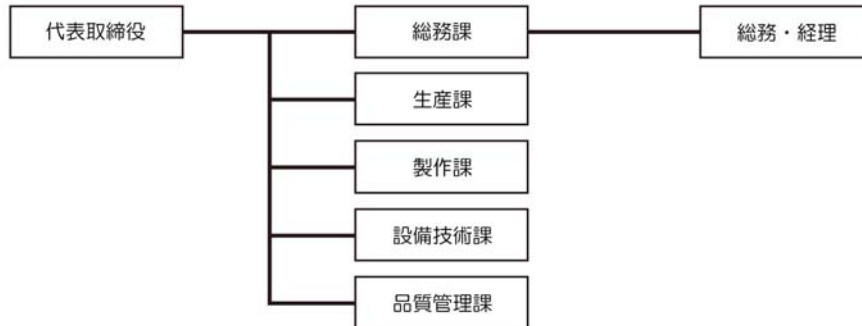 代表取締役
総務課
総務・経理
生産課
製作課
設備技術課
品質管理課